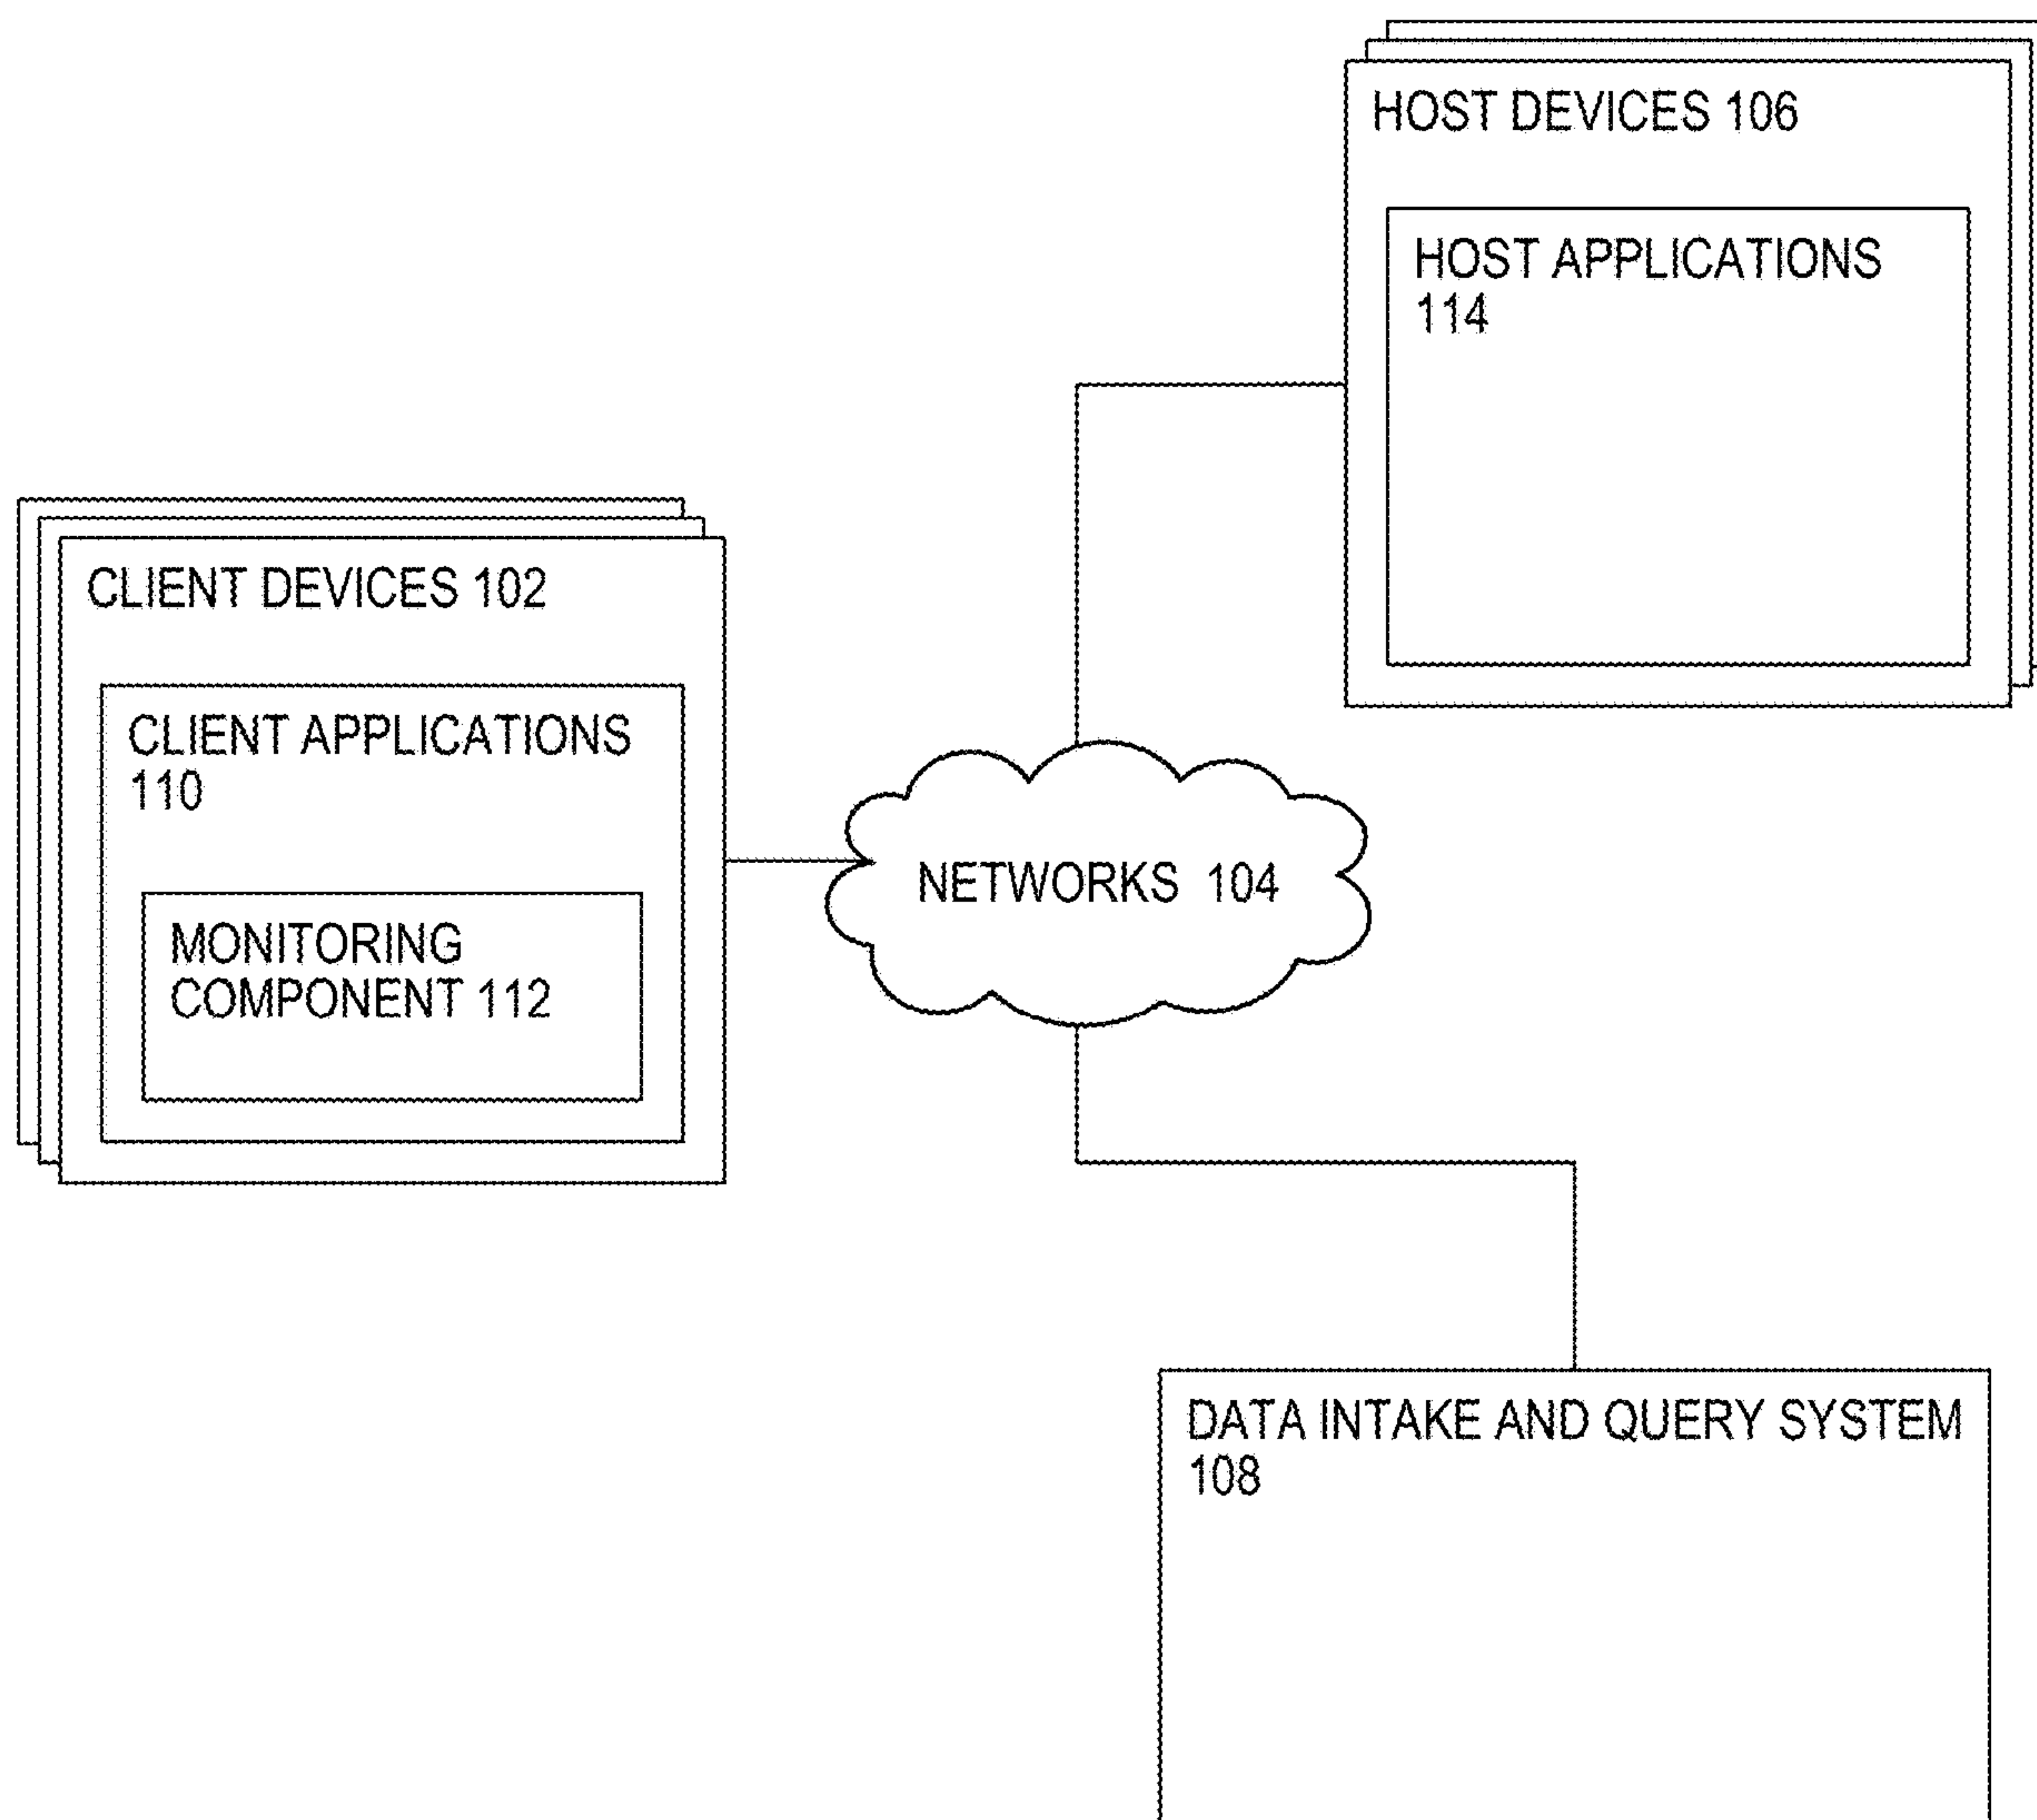 HOST DEVICES 106
HOST APPLICATIONS
114
CLIENT DEVICES 102
CLIENT APPLICATIONS
110
MONITORING
COMPONENT 112
NETWORKS 104
DATA INTAKE AND QUERY SYSTEM
108